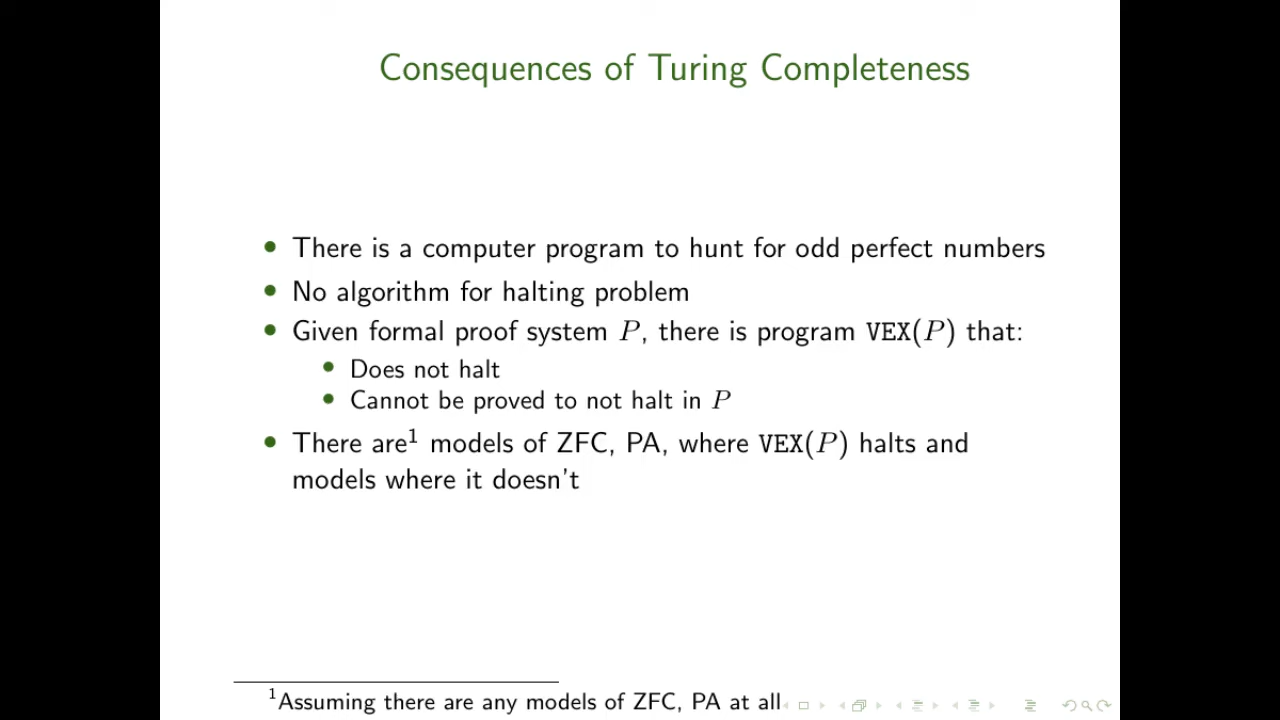 Consequences of Turing Completeness
• There is a computer program to hunt for odd perfect numbers
• No algorithm for halting problem
• Given formal proof system P, there is program VEX(P) that:
• Does not halt
• Cannot be proved to not halt in P
• There are¹ models of ZFC, PA, where VEX(P) halts and
models where it doesn't
¹Assuming there are any models of ZFC, PA at all